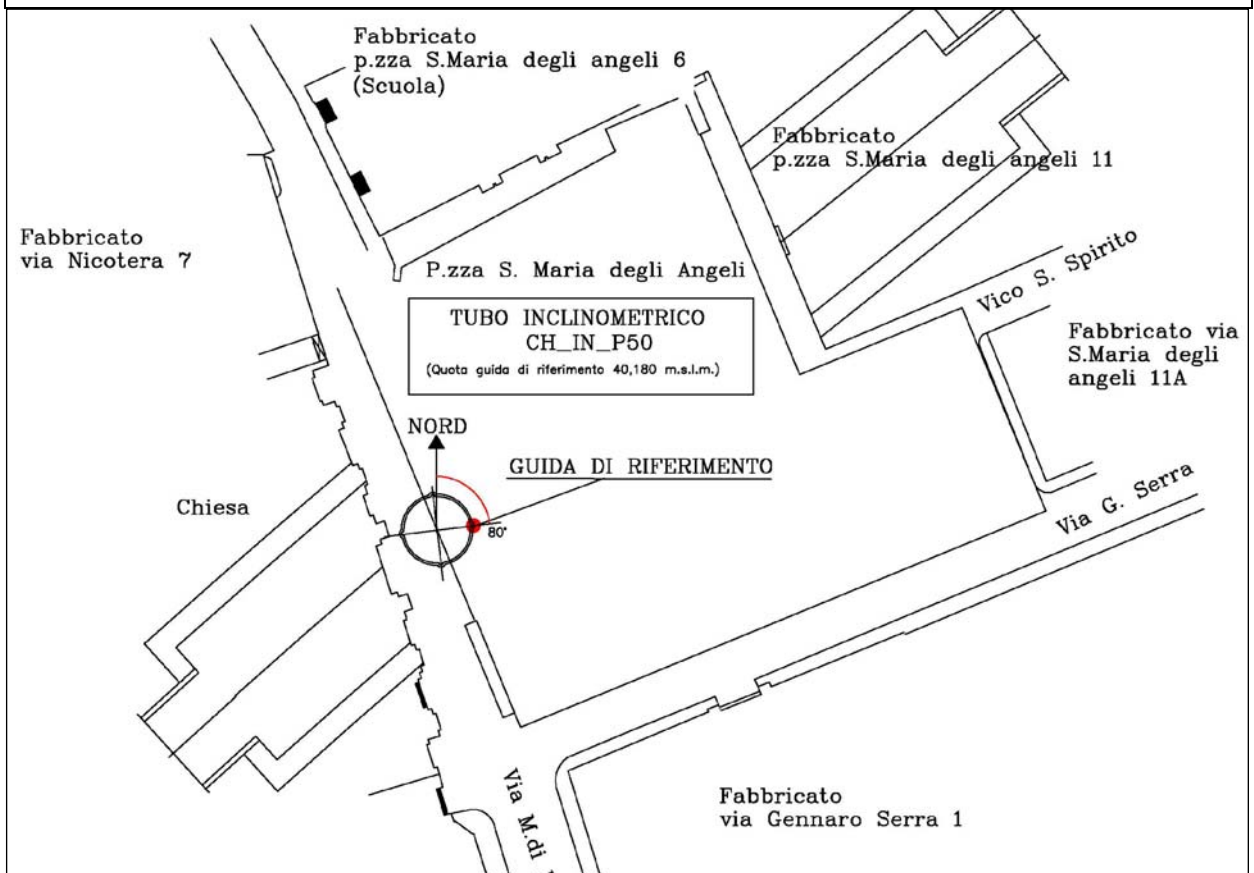 Fabbricato
p.zza S.Maria degli angeli 6
(Scuola)
Fabbricato
p.zza S.Maria degli angeli 11
Fabbricato
via Nicotera 7
P.zza S. Maria degli Angeli
Vico S. Spirito
TUBO INCLINOMETRICO
CH_IN_P50
(Quota guida di riferimento 40,180 m.s.l.m.)
Fabbricato via
S.Maria degli
angeli 11A
NORD
GUIDA DI RIFERIMENTO
80°
Chiesa
Via G. Serra
Via M.di
Fabbricato
via Gennaro Serra 1